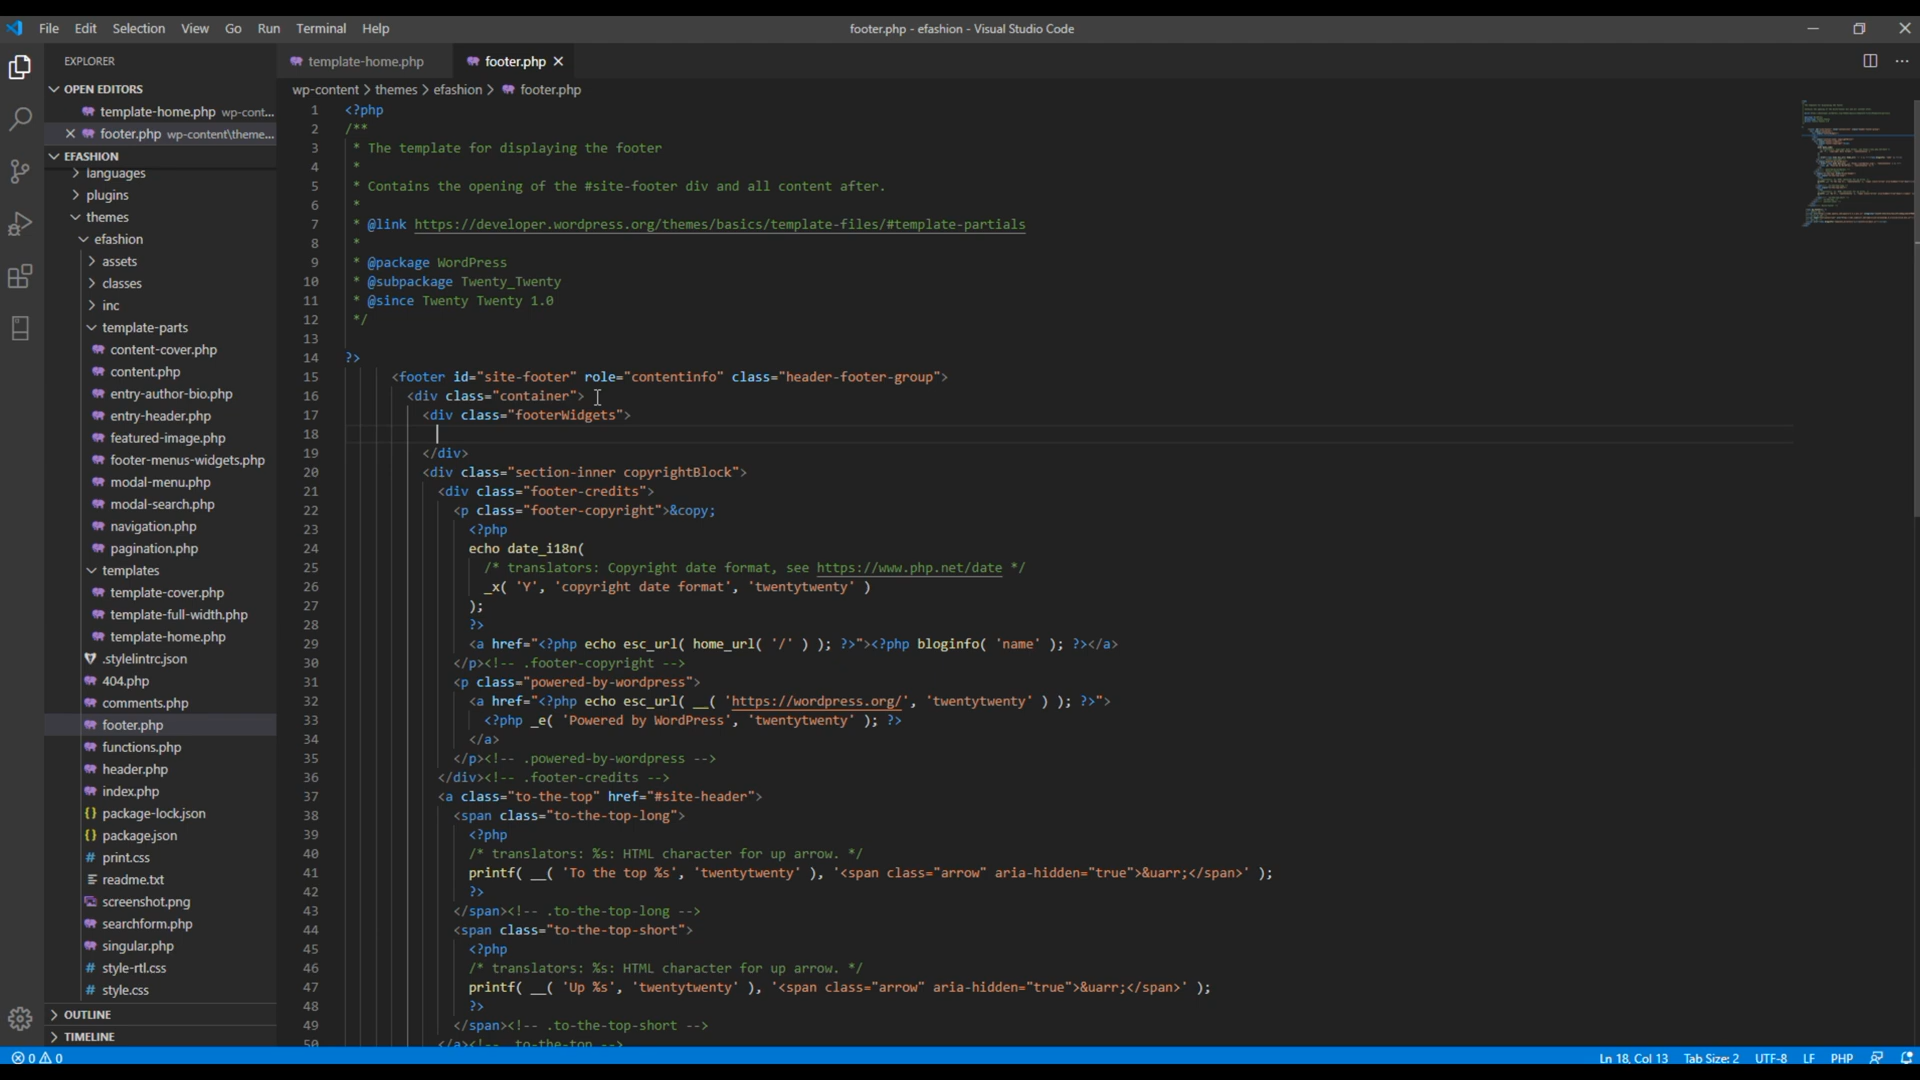 File Edit Selection View Go Run Terminal Help
footer.php - efashion - Visual Studio Code
EXPLORER
OPEN EDITORS
template-home.php wp-cont...
footer.php wp-content\theme...
EFASHION
languages
plugins
themes
efashion
assets
classes
inc
template-parts
content-cover.php
content.php
entry-author-bio.php
entry-header.php
featured-image.php
footer-menus-widgets.php
modal-menu.php
modal-search.php
navigation.php
pagination.php
templates
template-cover.php
template-full-width.php
template-home.php
.stylelintrc.json
404.php
comments.php
footer.php
functions.php
header.php
index.php
package-lock.json
package.json
print.css
readme.txt
screenshot.png
searchform.php
singular.php
style-rtl.css
style.css
OUTLINE
TIMELINE
template-home.php footer.php
wp-content > themes > efashion > footer.php
1 <?php
2 /**
3 * The template for displaying the footer
4 *
5 * Contains the opening of the #site-footer div and all content after.
6 *
7 * @link https://developer.wordpress.org/themes/basics/template-files/#template-partials
8 *
9 * @package WordPress
10 * @subpackage Twenty_Twenty
11 * @since Twenty Twenty 1.0
12 */
13
14 ?>
15 <footer id="site-footer" role="contentinfo" class="header-footer-group">
16 <div class="container">
17 <div class="footerWidgets">
18
19 </div>
20 <div class="section-inner copyrightBlock">
21 <div class="footer-credits">
22 <p class="footer-copyright">&copy;
23 <?php
24 echo date_i18n(
25 /* translators: Copyright date format, see https://www.php.net/date */
26 _x( 'Y', 'copyright date format', 'twentytwenty' )
27 );
28 ?>
29 <a href="<?php echo esc_url( home_url( '/' ) ); ?>"><?php bloginfo( 'name' ); ?></a>
30 </p><!-- .footer-copyright -->
31 <p class="powered-by-wordpress">
32 <a href="<?php echo esc_url( __( 'https://wordpress.org/', 'twentytwenty' ) ); ?>">
33 <?php _e( 'Powered by WordPress', 'twentytwenty' ); ?>
34 </a>
35 </p><!-- .powered-by-wordpress -->
36 </div><!-- .footer-credits -->
37 <a class="to-the-top" href="#site-header">
38 <span class="to-the-top-long">
39 <?php
40 /* translators: %s: HTML character for up arrow. */
41 printf( __( 'To the top %s', 'twentytwenty' ), '<span class="arrow" aria-hidden="true">&uarr;</span>' );
42 ?>
43 </span><!-- .to-the-top-long -->
44 <span class="to-the-top-short">
45 <?php
46 /* translators: %s: HTML character for up arrow. */
47 printf( __( 'Up %s', 'twentytwenty' ), '<span class="arrow" aria-hidden="true">&uarr;</span>' );
48 ?>
49 </span><!-- .to-the-top-short -->
50 </a><!-- .to-the-top -->
0 0
Ln 18, Col 13 Tab Size: 2 UTF-8 LF PHP